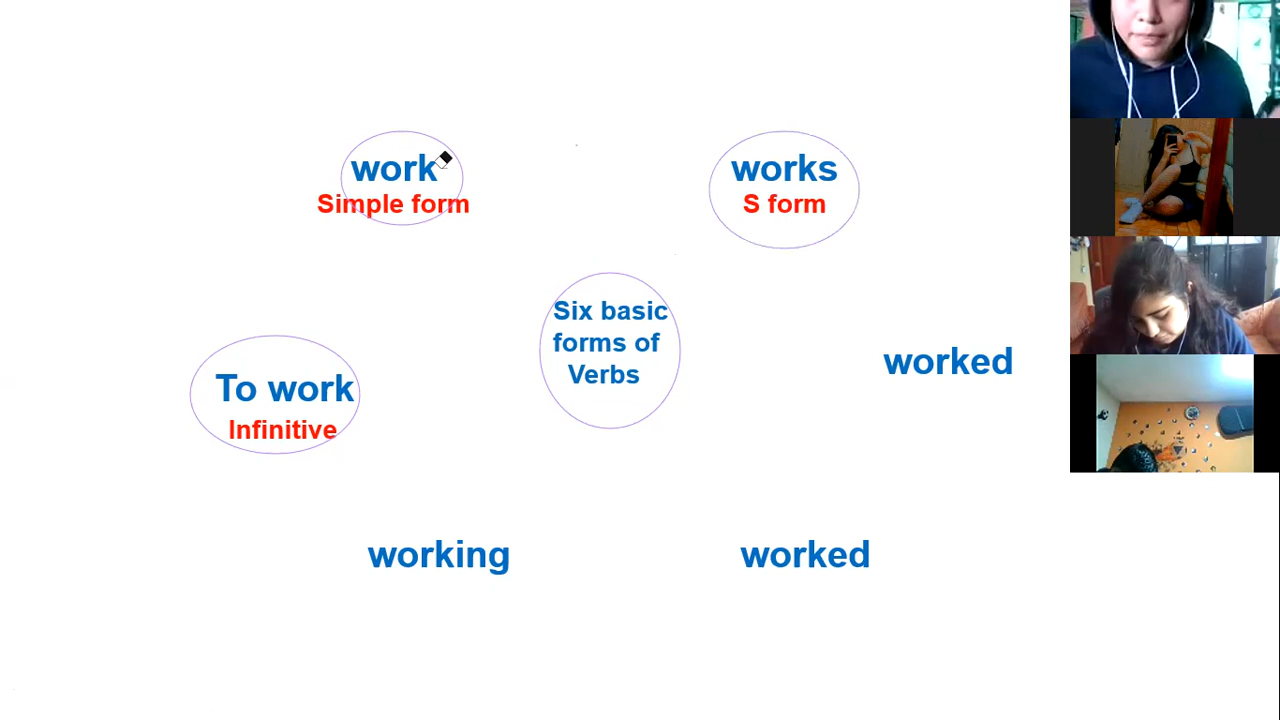 work
Simple form
works
S form
Six basic
forms of
Verbs
To work
Infinitive
worked
working
worked